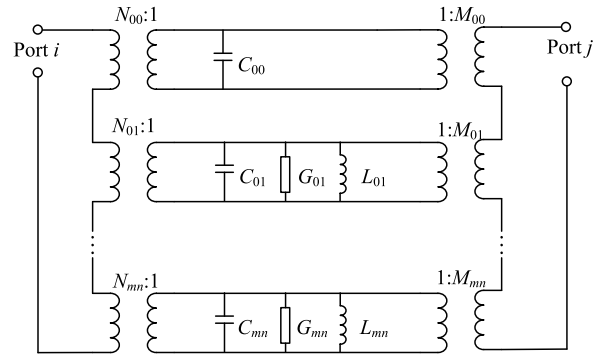 N00:1
1:M00
Port i
Port j
C00
N01:1
1:M01
C01
G01
L01
Nmn:1
1:Mmn
Cmn
Gmn
Lmn